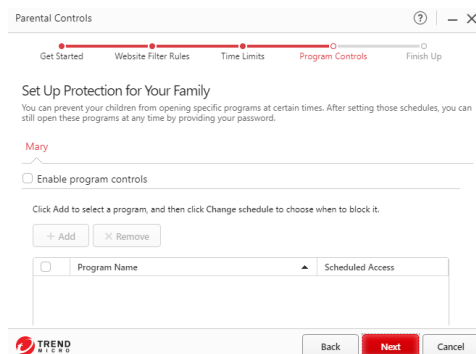 Parental Controls
?
Get Started Website Filter Rules Time Limits Program Controls Finish Up
Set Up Protection for Your Family
You can prevent your children from opening specific programs at certain times. After setting those schedules, you can
still open these programs at any time by providing your password.
Mary
Enable program controls
Click Add to select a program, and then click Change schedule to choose when to block it.
+ Add × Remove
Program Name Scheduled Access
TREND
MICRO
Back Next Cancel